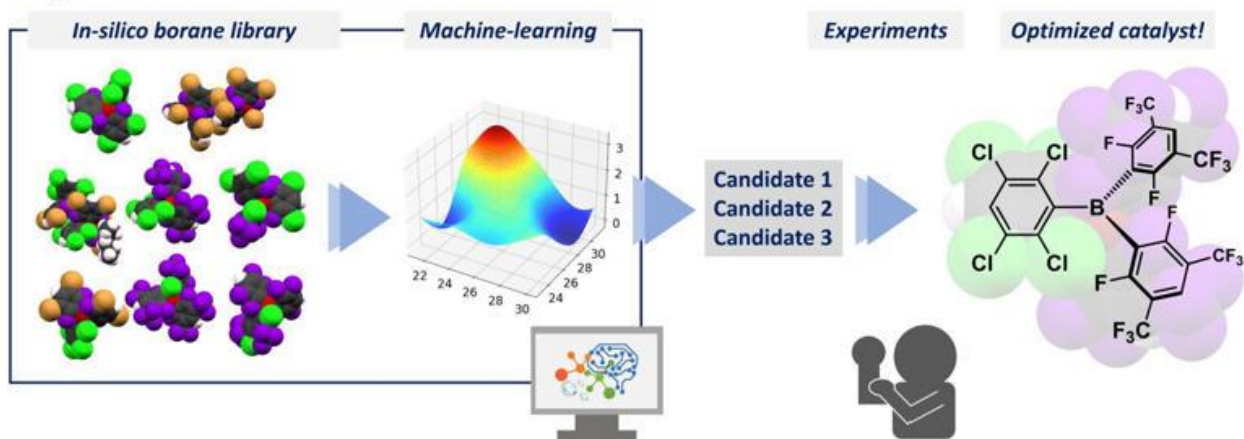 In-silico borane library
Machine-learning
Experiments
Optimized catalyst!
3
2
1
0
22
24
26
28
30
24
26
28
30
Candidate 1
Candidate 2
Candidate 3
F₃C
F
CF₃
F
Cl
Cl
B
Cl
Cl
F
F
CF₃
F₃C